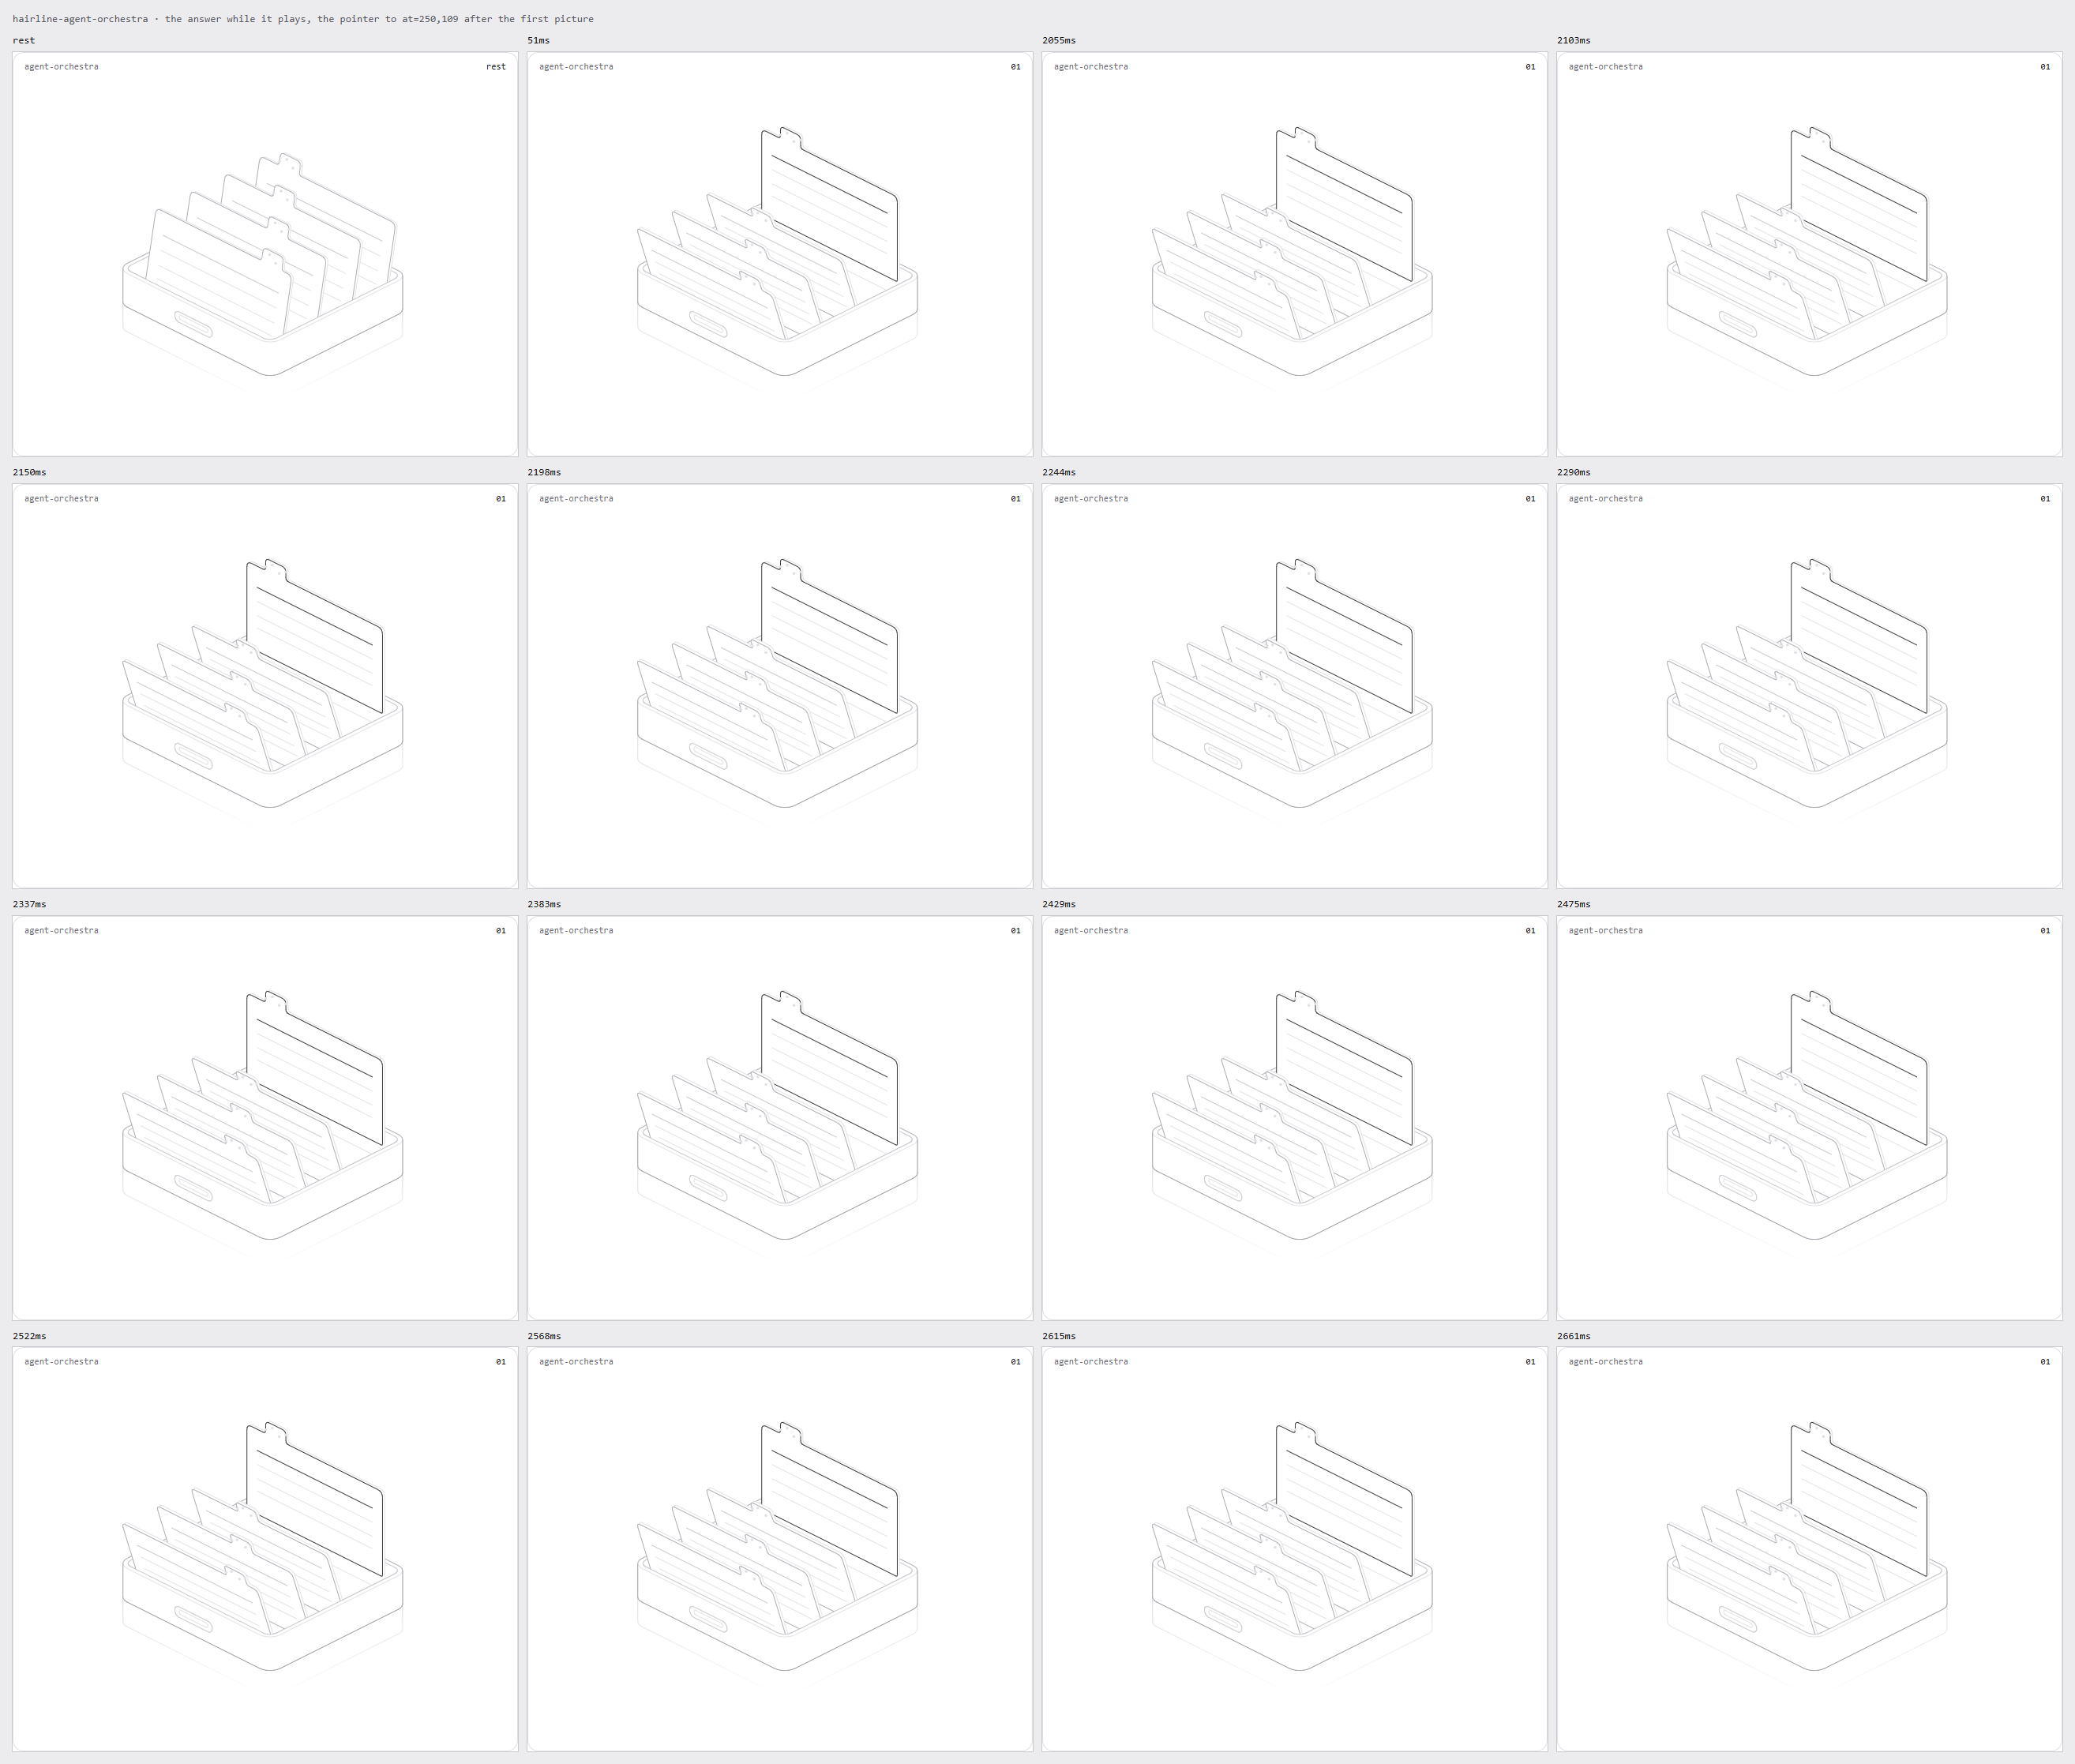 hairline-agent-orchestra · the answer while it plays, the pointer to at=250,109 after the first picture
rest
51ms
2055ms
2103ms
agent-orchestra
rest
agent-orchestra
01
agent-orchestra
01
agent-orchestra
01
2150ms
2198ms
2244ms
2290ms
agent-orchestra
01
agent-orchestra
01
agent-orchestra
01
agent-orchestra
01
2337ms
2383ms
2429ms
2475ms
agent-orchestra
01
agent-orchestra
01
agent-orchestra
01
agent-orchestra
01
2522ms
2568ms
2615ms
2661ms
agent-orchestra
01
agent-orchestra
01
agent-orchestra
01
agent-orchestra
01